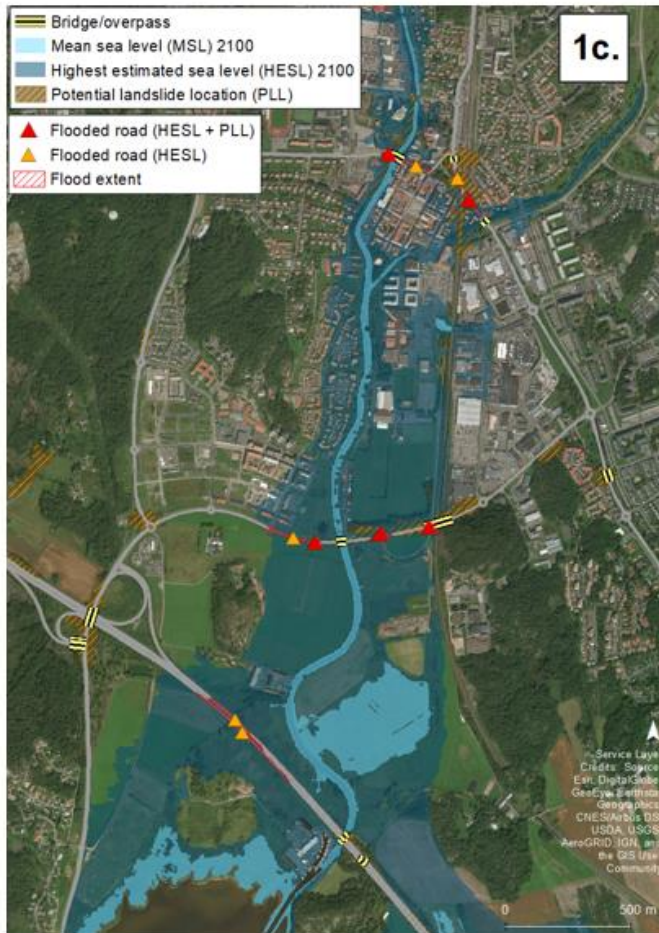 Bridge/overpass
Mean sea level (MSL) 2100
Highest estimated sea level (HESL) 2100
Potential landslide location (PLL)
1c.
Flooded road (HESL + PLL)
Flooded road (HESL)
Flood extent
Service Laye
Credits: Source
Esri, DigitalGlobe
GeoEye, Earthsta
Geographics
CNES/Airbus DS
USDA, USGS
AeroGRID, IGN, an
the GIS Use
Community
0 500 m